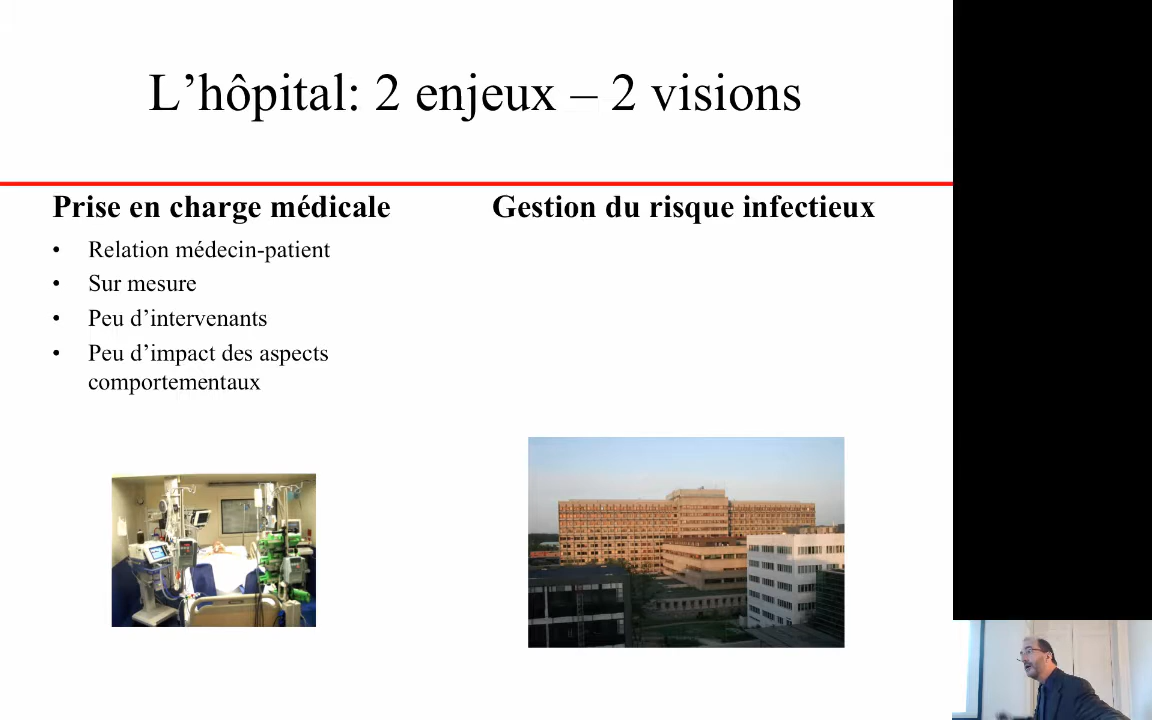 L’hôpital: 2 enjeux – 2 visions
Prise en charge médicale
• Relation médecin-patient
• Sur mesure
• Peu d’intervenants
• Peu d’impact des aspects
comportementaux
Gestion du risque infectieux